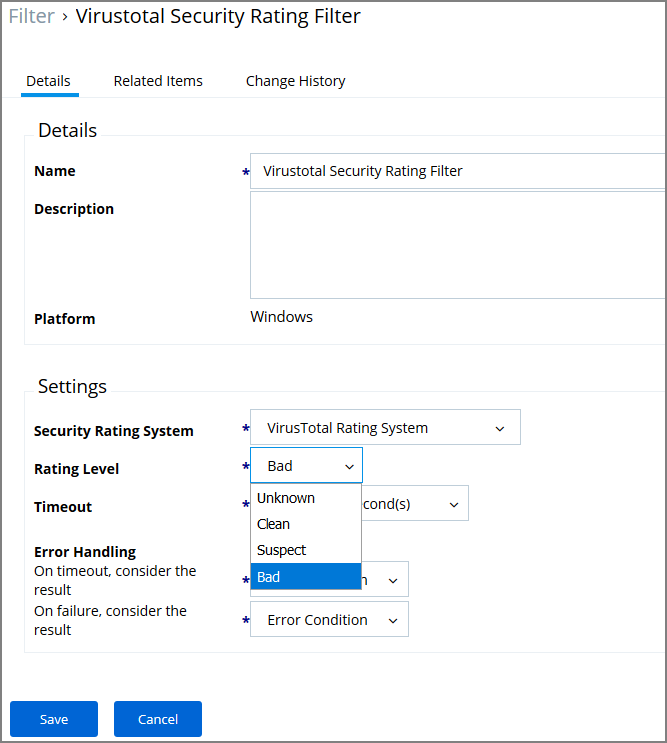 Filter › Virustotal Security Rating Filter
Details Related Items Change History
Details
Name * Virustotal Security Rating Filter
Description
Platform Windows
Settings
Security Rating System * VirusTotal Rating System
Rating Level * Bad
Unknown
Timeout * cond(s)
Clean
Suspect
Error Handling
Bad
On timeout, consider the
result *
On failure, consider the
result * Error Condition
Save Cancel